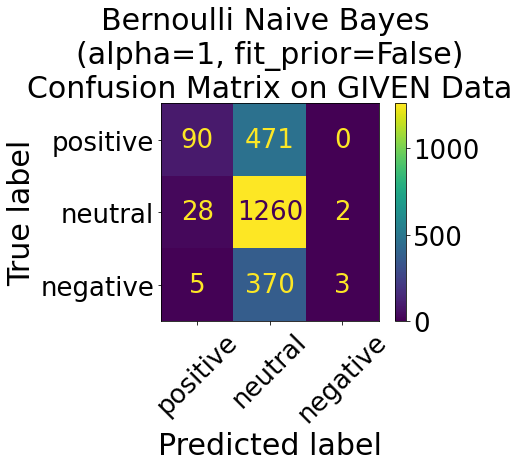 Bernoulli Naive Bayes
(alpha=1, fit_prior=False)
Confusion Matrix on GIVEN Data
True label
positive 90 471 0
neutral 28 1260 2
negative 5 370 3
positive neutral negative
Predicted label
1000
500
0